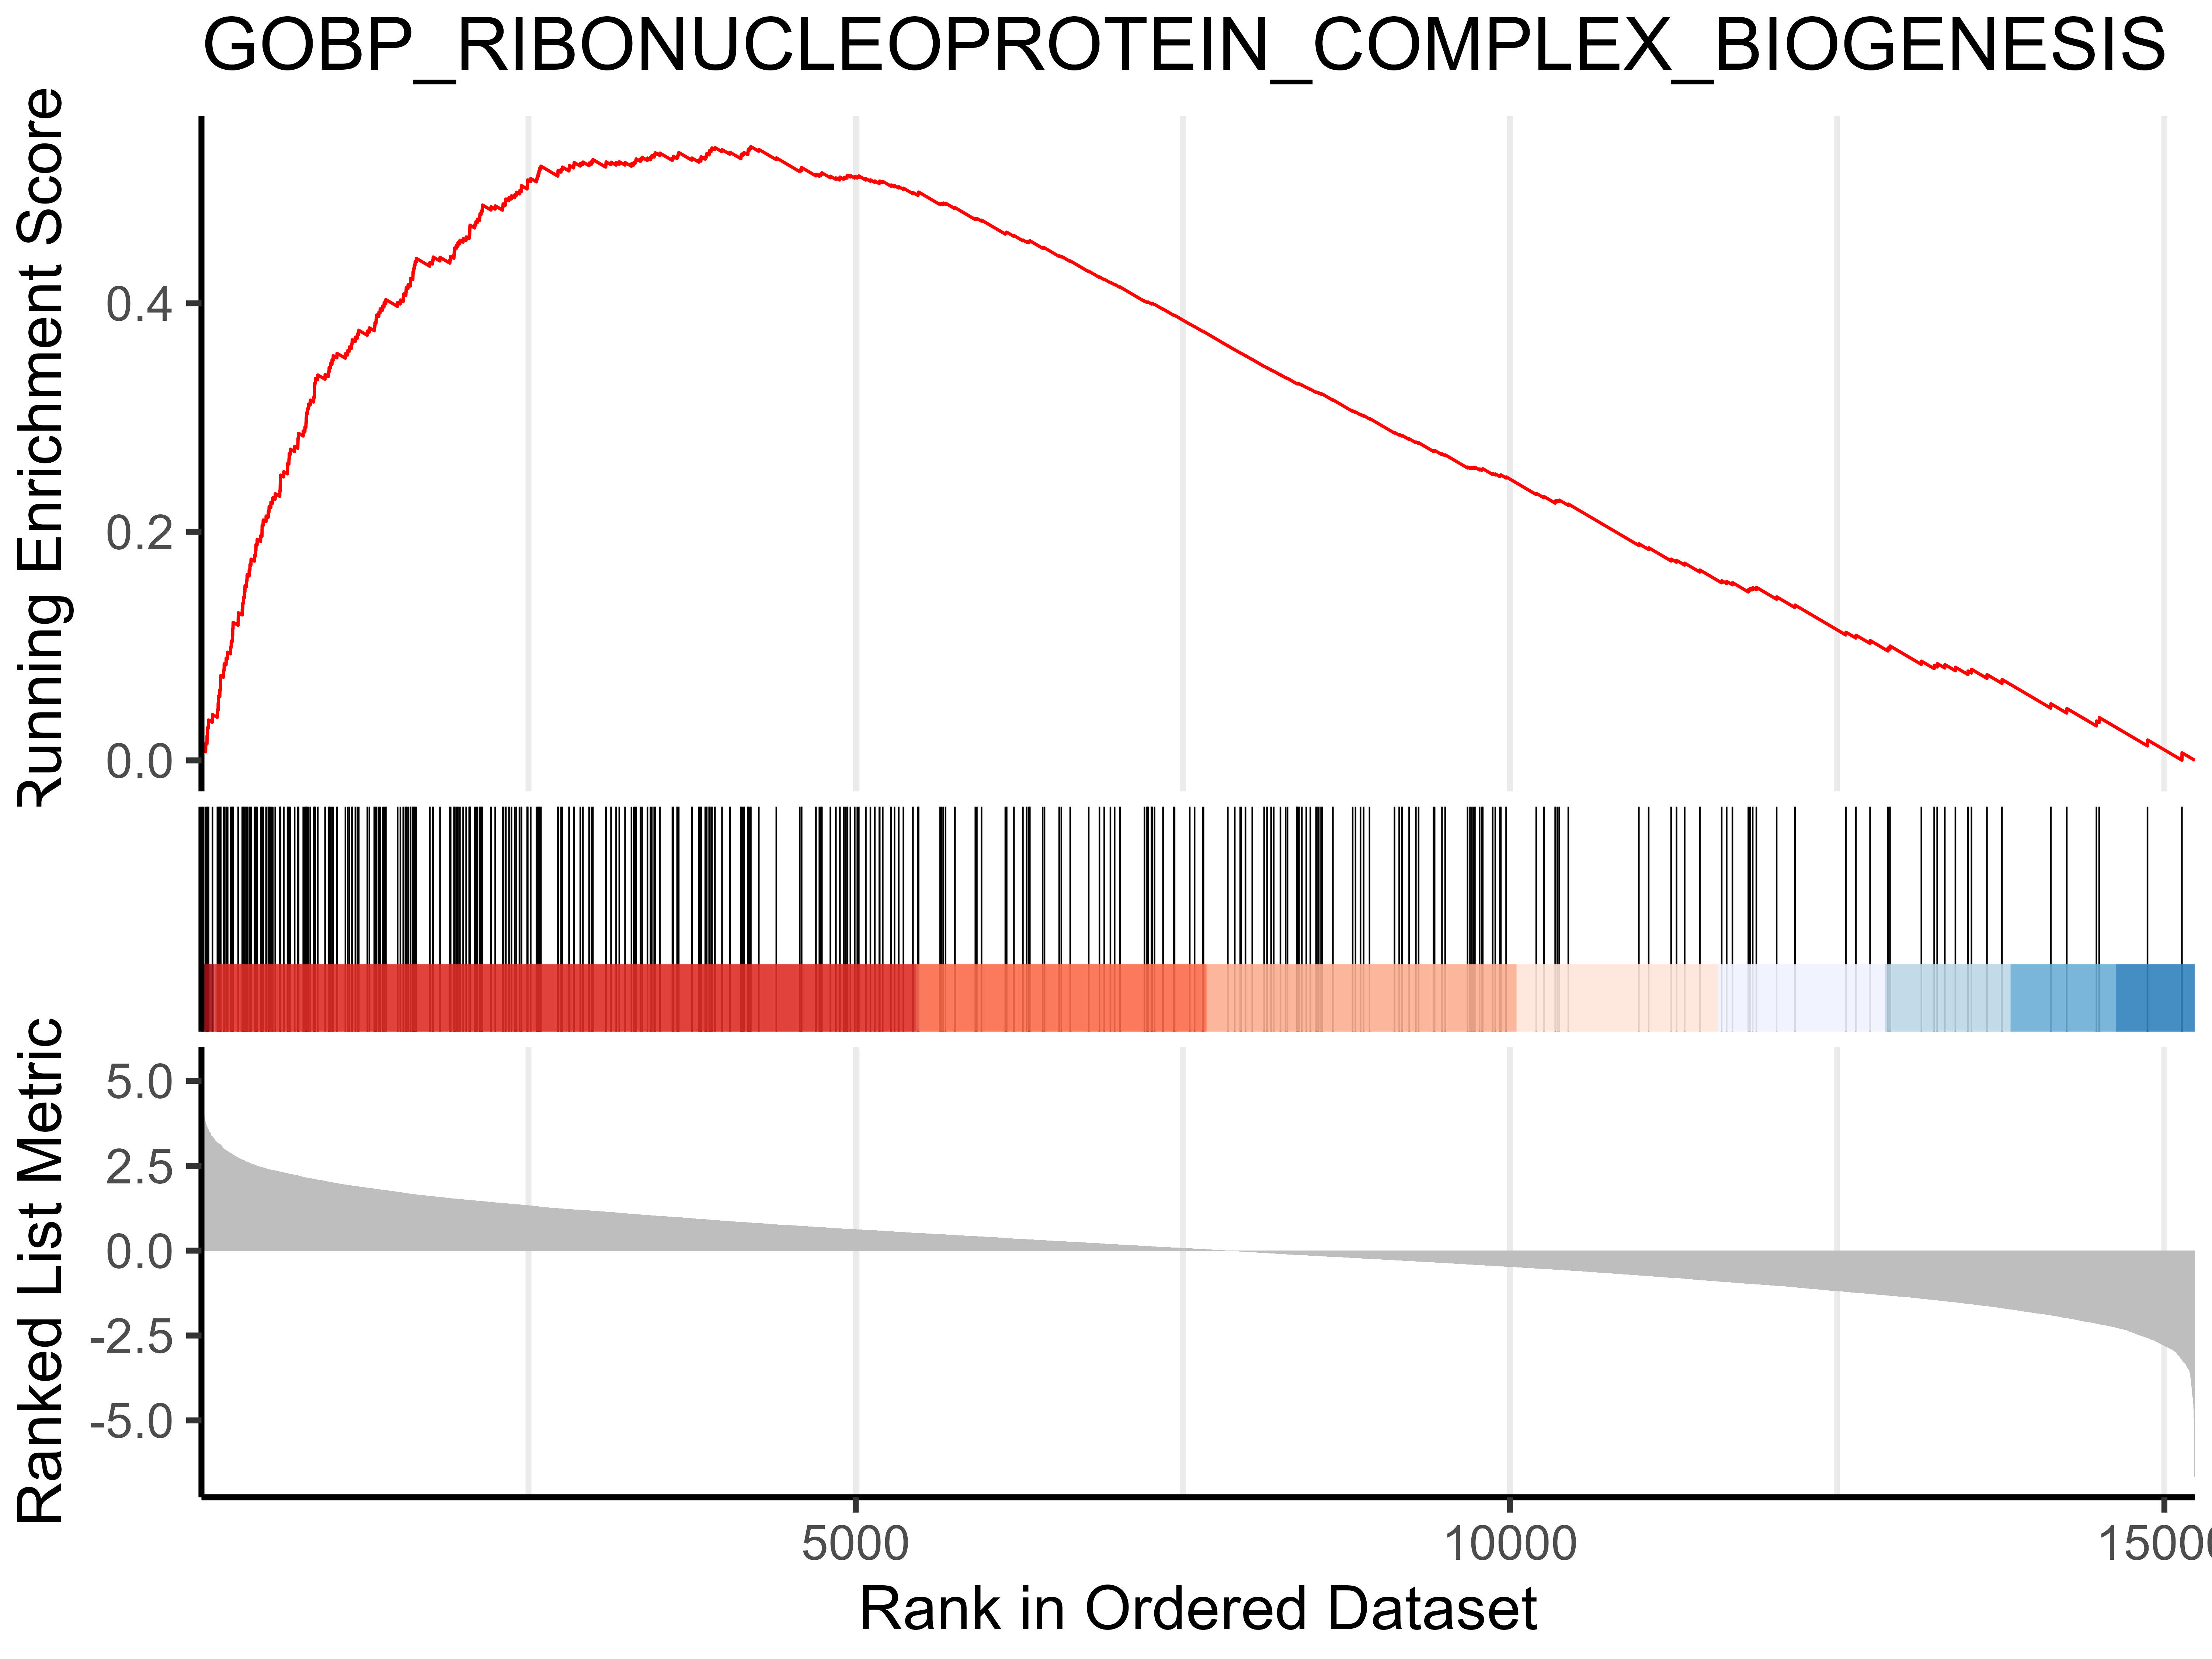 GOBP_RIBONUCLEOPROTEIN_COMPLEX_BIOGENESIS
Running Enrichment Score
0.4
0.2
0.0
Ranked List Metric
5.0
2.5
0.0
-2.5
-5.0
5000
10000
15000
Rank in Ordered Dataset